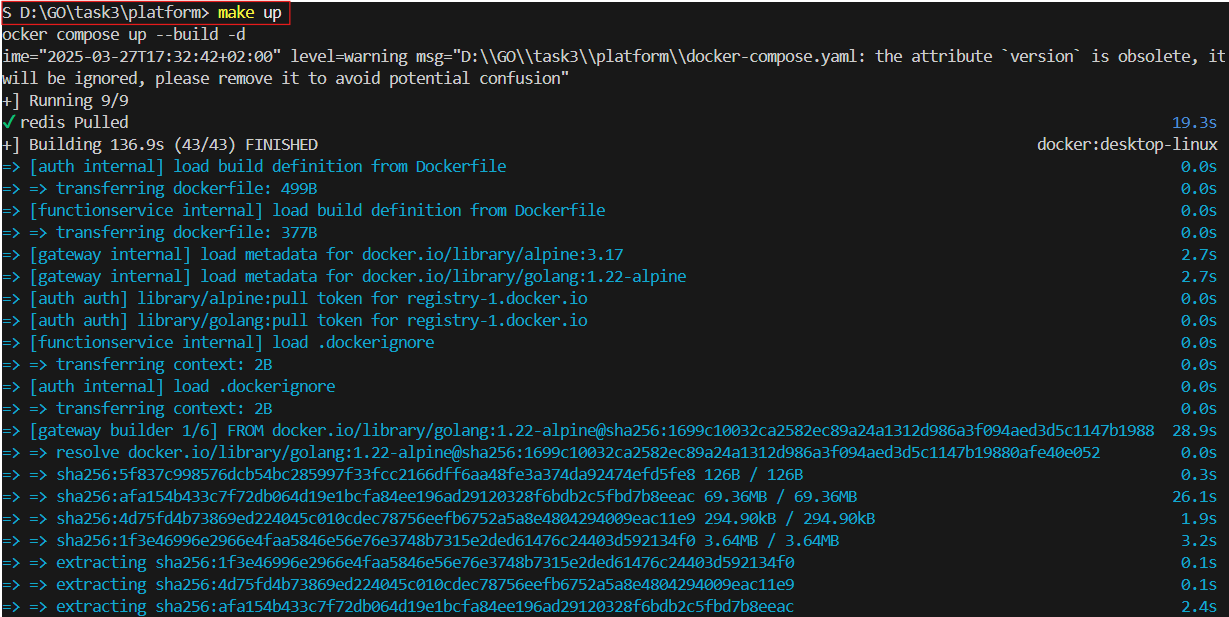 S D:\GO\task3\platform> make up
ocker compose up --build -d
ime="2025-03-27T17:32:42+02:00" level=warning msg="D:\\GO\\task3\\platform\\docker-compose.yaml: the attribute `version` is obsolete, it
will be ignored, please remove it to avoid potential confusion"
+] Running 9/9
✓ redis Pulled 19.3s
+] Building 136.9s (43/43) FINISHED docker:desktop-linux
=> [auth internal] load build definition from Dockerfile 0.0s
=> => transferring dockerfile: 499B 0.0s
=> [functionservice internal] load build definition from Dockerfile 0.0s
=> => transferring dockerfile: 377B 0.0s
=> [gateway internal] load metadata for docker.io/library/alpine:3.17 2.7s
=> [gateway internal] load metadata for docker.io/library/golang:1.22-alpine 2.7s
=> [auth auth] library/alpine:pull token for registry-1.docker.io 0.0s
=> [auth auth] library/golang:pull token for registry-1.docker.io 0.0s
=> [functionservice internal] load .dockerignore 0.0s
=> => transferring context: 2B 0.0s
=> [auth internal] load .dockerignore 0.0s
=> => transferring context: 2B 0.0s
=> [gateway builder 1/6] FROM docker.io/library/golang:1.22-alpine@sha256:1699c10032ca2582ec89a24a1312d986a3f094aed3d5c1147b1988 28.9s
=> => resolve docker.io/library/golang:1.22-alpine@sha256:1699c10032ca2582ec89a24a1312d986a3f094aed3d5c1147b19880afe40e052 0.0s
=> => sha256:5f837c998576dcb54bc285997f33fcc2166dff6aa48fe3a374da92474efd5fe8 126B / 126B 0.3s
=> => sha256:afa154b433c7f72db064d19e1bcfa84ee196ad29120328f6bdb2c5fbd7b8eeac 69.36MB / 69.36MB 26.1s
=> => sha256:4d75fd4b73869ed224045c010cdec78756eefb6752a5a8e4804294009eac11e9 294.90kB / 294.90kB 1.9s
=> => sha256:1f3e46996e2966e4faa5846e56e76e3748b7315e2ded61476c24403d592134f0 3.64MB / 3.64MB 3.2s
=> => extracting sha256:1f3e46996e2966e4faa5846e56e76e3748b7315e2ded61476c24403d592134f0 0.1s
=> => extracting sha256:4d75fd4b73869ed224045c010cdec78756eefb6752a5a8e4804294009eac11e9 0.1s
=> => extracting sha256:afa154b433c7f72db064d19e1bcfa84ee196ad29120328f6bdb2c5fbd7b8eeac 2.4s